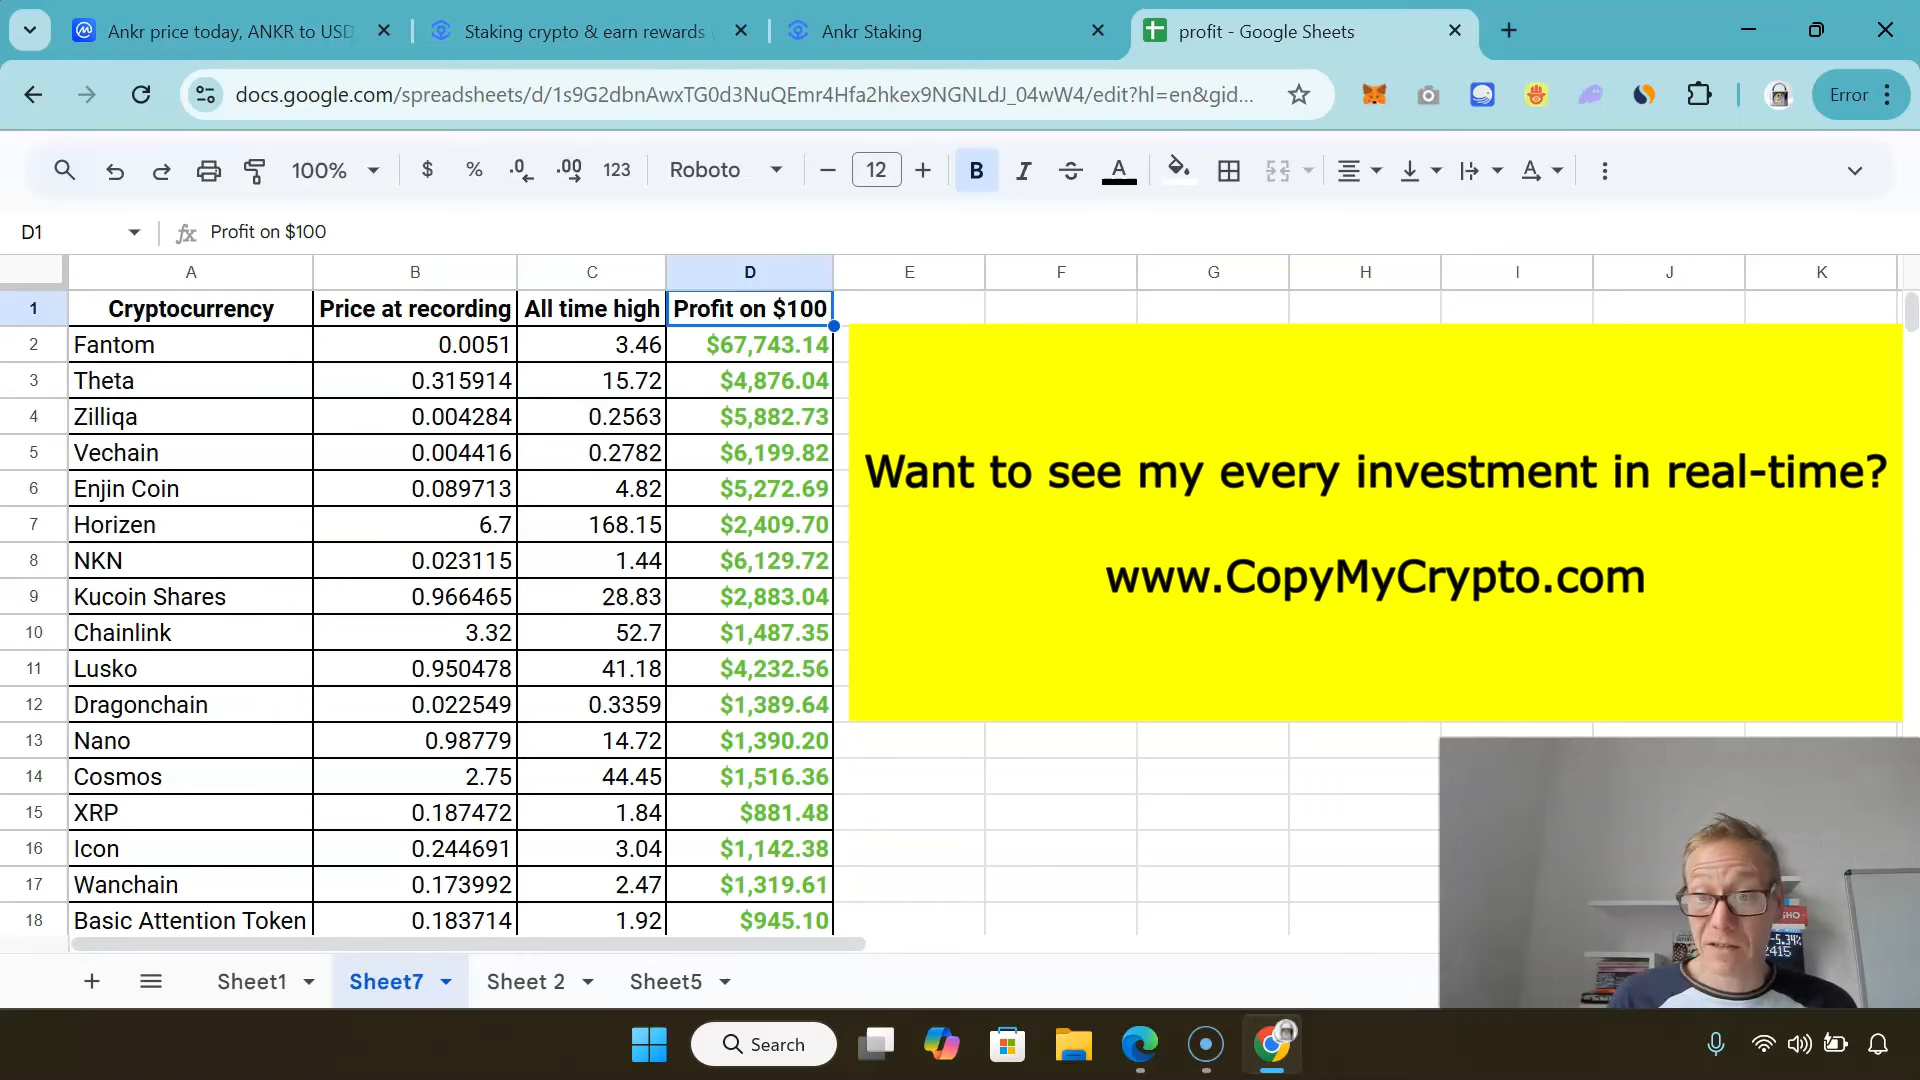 Ankr price today, ANKR to USD
Staking crypto & earn rewards
Ankr Staking
profit - Google Sheets
docs.google.com/spreadsheets/d/1s9G2dbnAwxTG0d3NuQEmr4Hfa2hkex9NGNLdJ_04wW4/edit?hl=en&gid...
Error
100%
$ % .0 .00 123
Roboto
12
B I A
D1
fx
Profit on $100
A B C D E F G H I J K
1 Cryptocurrency Price at recording All time high Profit on $100
2 Fantom 0.0051 3.46 $67,743.14
3 Theta 0.315914 15.72 $4,876.04
4 Zilliqa 0.004284 0.2563 $5,882.73
5 Vechain 0.004416 0.2782 $6,199.82
6 Enjin Coin 0.089713 4.82 $5,272.69
7 Horizen 6.7 168.15 $2,409.70
8 NKN 0.023115 1.44 $6,129.72
9 Kucoin Shares 0.966465 28.83 $2,883.04
10 Chainlink 3.32 52.7 $1,487.35
11 Lusko 0.950478 41.18 $4,232.56
12 Dragonchain 0.022549 0.3359 $1,389.64
13 Nano 0.98779 14.72 $1,390.20
14 Cosmos 2.75 44.45 $1,516.36
15 XRP 0.187472 1.84 $881.48
16 Icon 0.244691 3.04 $1,142.38
17 Wanchain 0.173992 2.47 $1,319.61
18 Basic Attention Token 0.183714 1.92 $945.10
Want to see my every investment in real-time?
www.CopyMyCrypto.com
-5.34%
2415
Sheet1
Sheet7
Sheet 2
Sheet5
Search